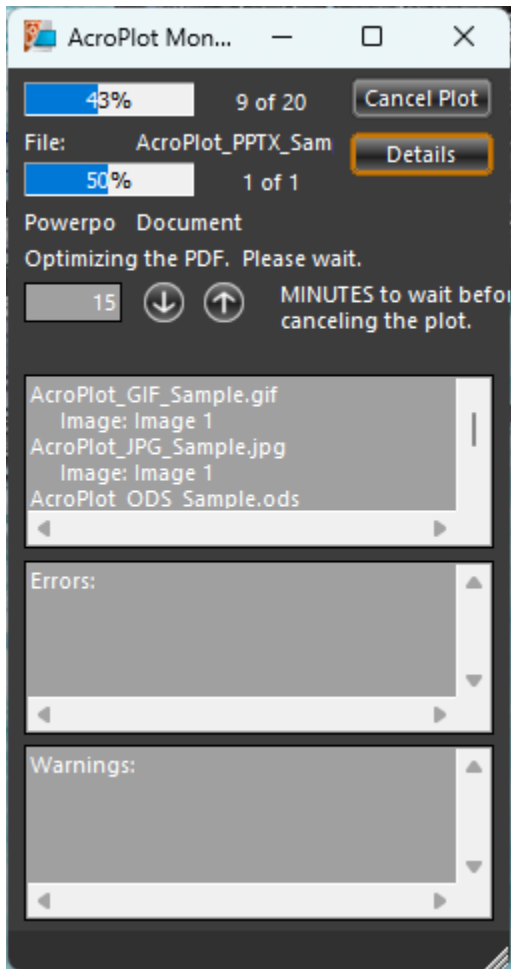 AcroPlot Mon...
43% 9 of 20 Cancel Plot
File: AcroPlot_PPTX_Sam Details
50% 1 of 1
Powerpo Document
Optimizing the PDF. Please wait.
15 MINUTES to wait befor
canceling the plot.
AcroPlot_GIF_Sample.gif
Image: Image 1
AcroPlot_JPG_Sample.jpg
Image: Image 1
AcroPlot_ODS_Sample.ods
Errors:
Warnings: